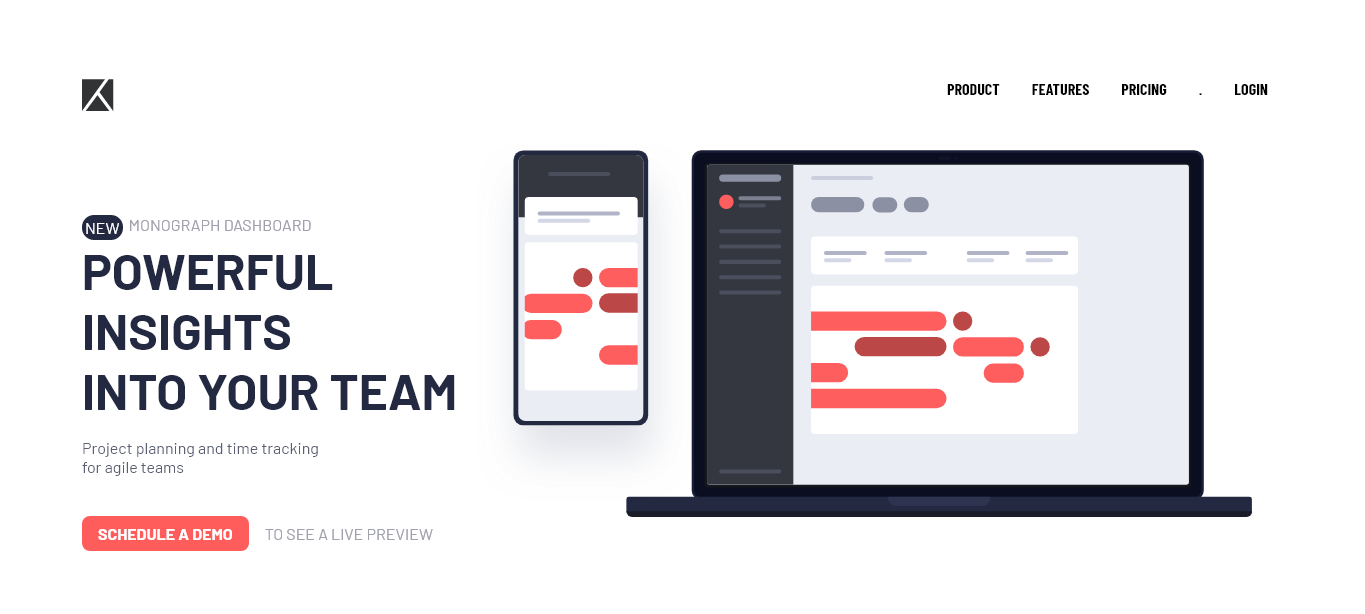 PRODUCT FEATURES PRICING . LOGIN
NEW MONOGRAPH DASHBOARD
POWERFUL
INSIGHTS
INTO YOUR TEAM
Project planning and time tracking
for agile teams
SCHEDULE A DEMO TO SEE A LIVE PREVIEW